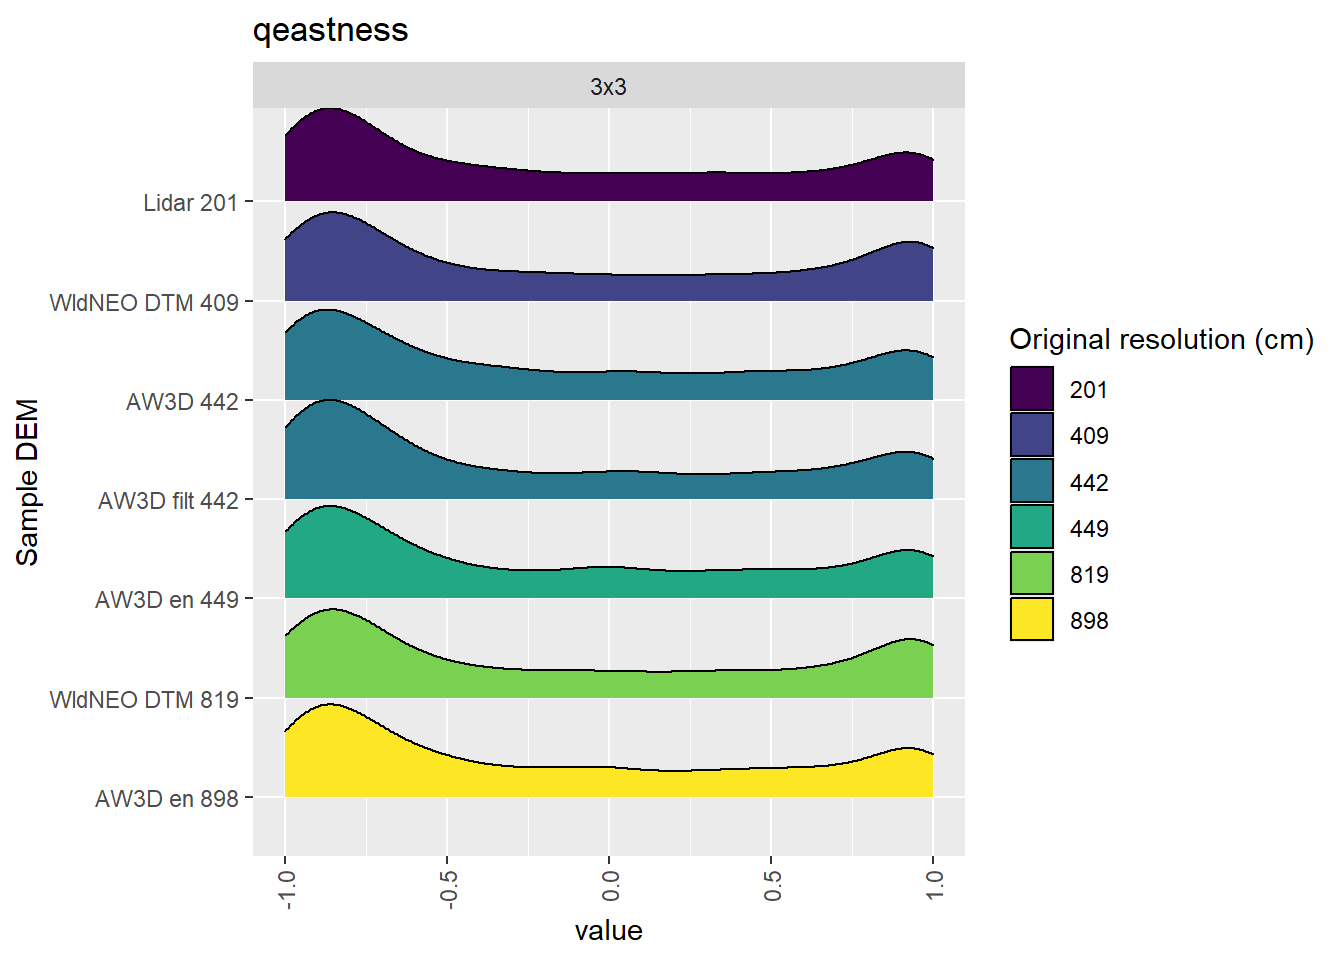 qeastness
3x3
Sample DEM
Lidar 201
WldNEO DTM 409
AW3D 442
AW3D filt 442
AW3D en 449
WldNEO DTM 819
AW3D en 898
-1.0
-0.5
0.0
0.5
1.0
value
Original resolution (cm)
201
409
442
449
819
898